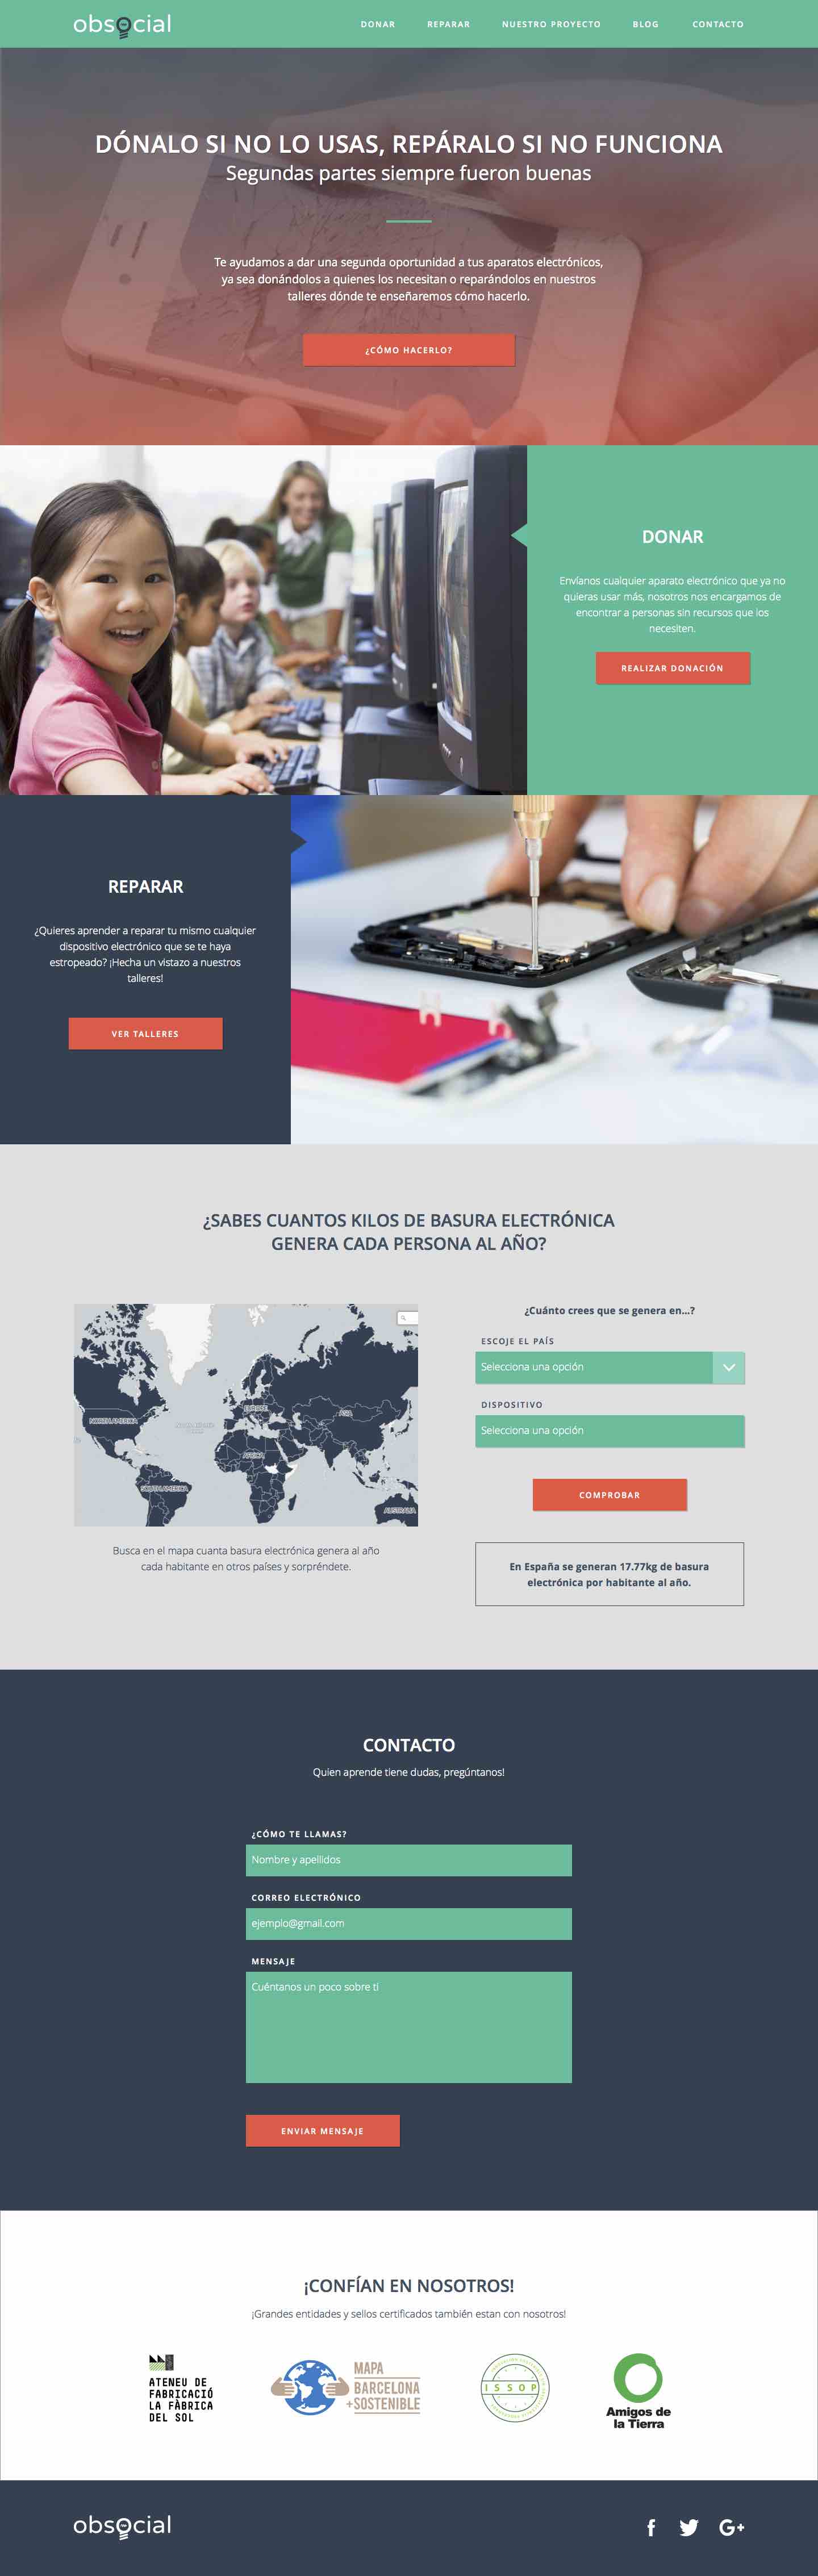 obsocial
DONAR
REPARAR
NUESTRO PROYECTO
BLOG
CONTACTO
DÓNALO SI NO LO USAS, REPÁRALO SI NO FUNCIONA
Segundas partes siempre fueron buenas
Te ayudamos a dar una segunda oportunidad a tus aparatos electrónicos,
ya sea donándolos a quienes los necesitan o reparándolos en nuestros
talleres dónde te enseñaremos cómo hacerlo.
¿CÓMO HACERLO?
DONAR
Envíanos cualquier aparato electrónico que ya no
quieras usar más, nosotros nos encargamos de
encontrar a personas sin recursos que los
necesiten.
REALIZAR DONACIÓN
REPARAR
¿Quieres aprender a reparar tu mismo cualquier
dispositivo electrónico que se te haya
estropeado? ¡Hecha un vistazo a nuestros
talleres!
VER TALLERES
¿SABES CUANTOS KILOS DE BASURA ELECTRÓNICA
GENERA CADA PERSONA AL AÑO?
NORTH AMERICA
EUROPE
ASIA
AFRICA
SOUTH AMERICA
AUSTRALIA
Busca en el mapa cuanta basura electrónica genera al año
cada habitante en otros países y sorpréndete.
¿Cuánto crees que se genera en...?
ESCOJE EL PAÍS
Selecciona una opción
DISPOSITIVO
Selecciona una opción
COMPROBAR
En España se generan 17.77kg de basura
electrónica por habitante al año.
CONTACTO
Quien aprende tiene dudas, pregúntanos!
¿CÓMO TE LLAMAS?
Nombre y apellidos
CORREO ELECTRÓNICO
ejemplo@gmail.com
MENSAJE
Cuéntanos un poco sobre tí
ENVIAR MENSAJE
¡CONFÍAN EN NOSOTROS!
¡Grandes entidades y sellos certificados también estan con nosotros!
ATENEU DE
FABRICACIÓ
LA FÀBRICA
DEL SOL
MAPA
BARCELONA
+SOSTENIBLE
ISSOP
Amigos de
la Tierra
obsocial
f
G+